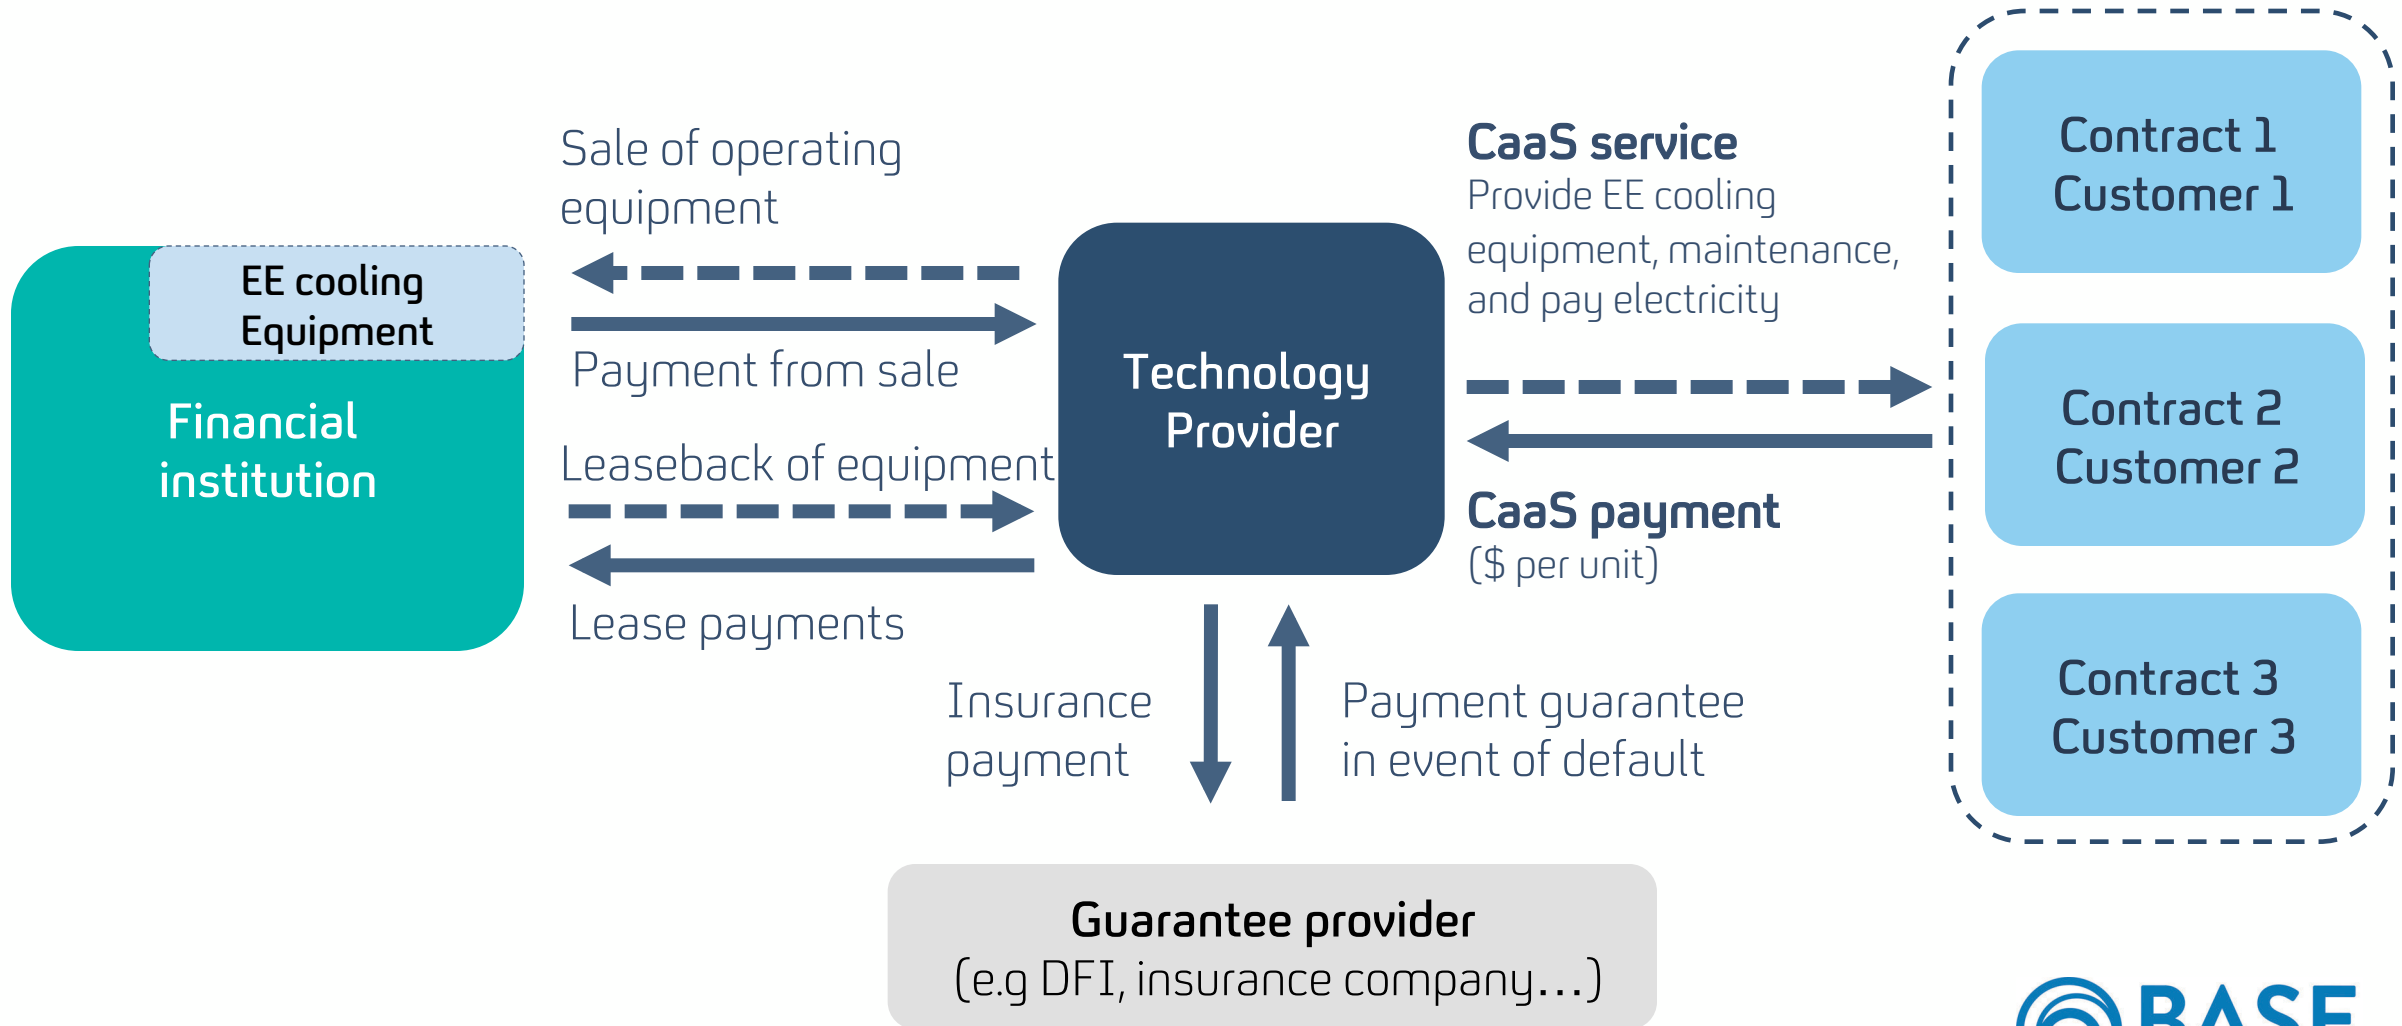 EE cooling
Equipment
Financial
institution
Sale of operating
equipment
Payment from sale
Leaseback of equipment
Lease payments
Technology
Provider
CaaS service
Provide EE cooling
equipment, maintenance,
and pay electricity
CaaS payment
($ per unit)
Contract 1
Customer 1
Contract 2
Customer 2
Contract 3
Customer 3
Insurance
payment
Payment guarantee
in event of default
Guarantee provider
(e.g DFI, insurance company...)
BASE